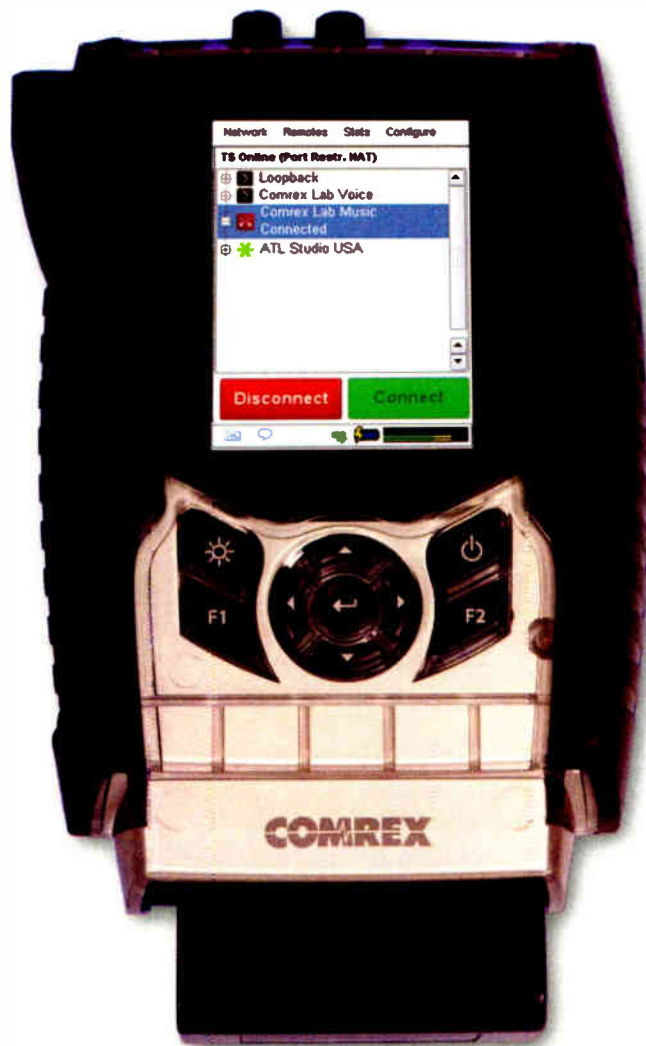 Network Remotes Stats Configure
TS Online (Port Restr. NAT)
Loopback
Comrex Lab Voice
Comrex Lab Music
Connected
ATL Studio USA
Disconnect Connect
F1 F2
COMREX